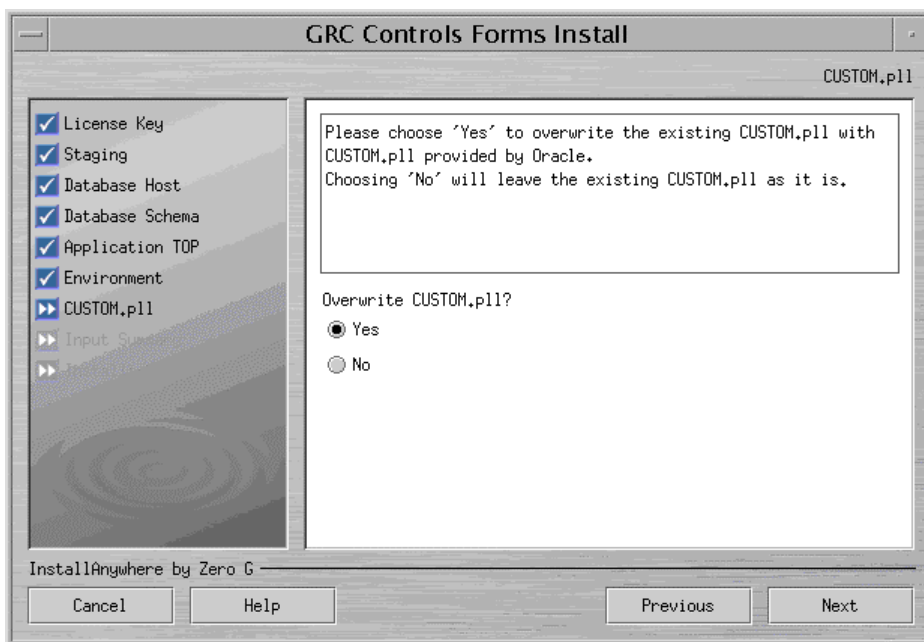 GRC Controls Forms Install
CUSTOM.pll
License Key
Staging
Database Host
Database Schema
Application TOP
Environment
CUSTOM.pll
Input Summary
Please choose 'Yes' to overwrite the existing CUSTOM.pll with
CUSTOM.pll provided by Oracle.
Choosing 'No' will leave the existing CUSTOM.pll as it is.
Overwrite CUSTOM.pll?
Yes
No
InstallAnywhere by Zero G
Cancel
Help
Previous
Next